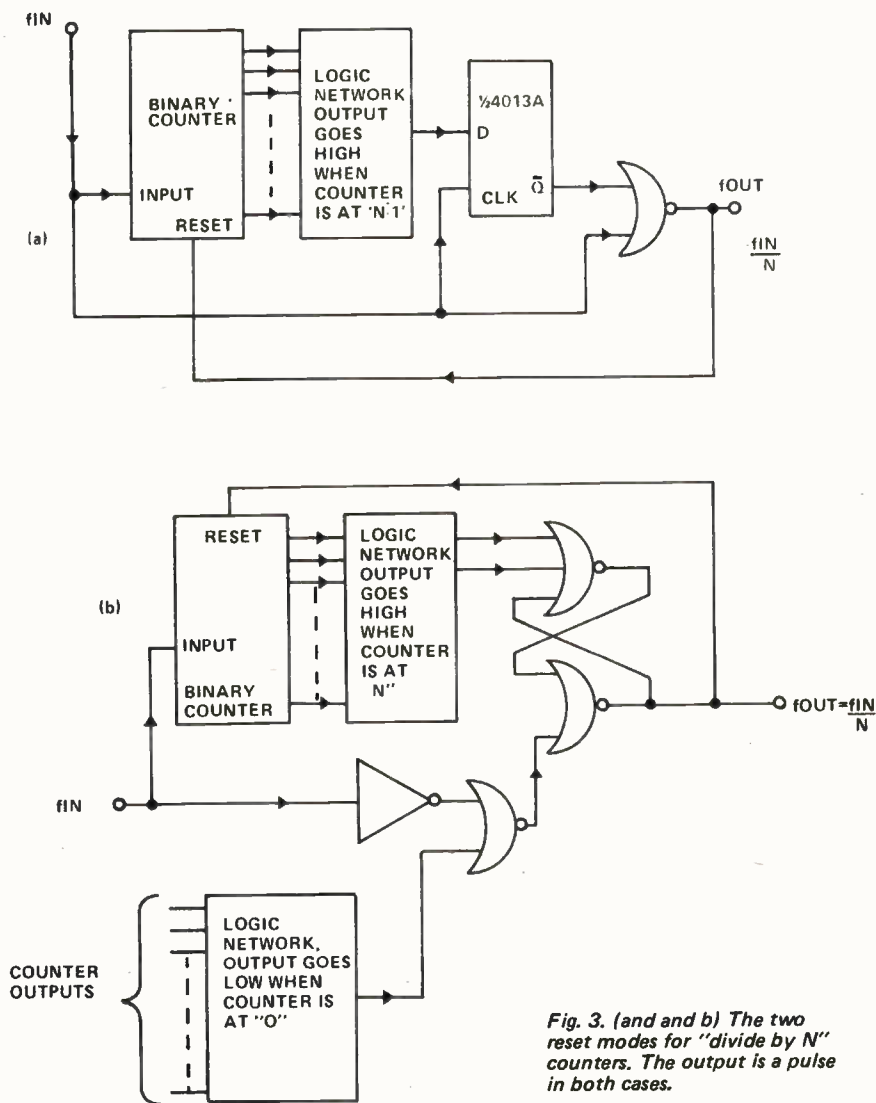 fIN
BINARY
COUNTER
INPUT
RESET
LOGIC
NETWORK
OUTPUT
GOES
HIGH
WHEN
COUNTER
IS AT 'N-1'
½4013A
D
CLK Q̅
fOUT
fIN
N
(a)
(b)
RESET
INPUT
BINARY
COUNTER
LOGIC
NETWORK
OUTPUT
GOES
HIGH
WHEN
COUNTER
IS AT
N"
fOUT=fIN
N
fIN
COUNTER
OUTPUTS
LOGIC
NETWORK,
OUTPUT GOES
LOW WHEN
COUNTER IS
AT "O"
Fig. 3. (and and b) The two
reset modes for "divide by N"
counters. The output is a pulse
in both cases.